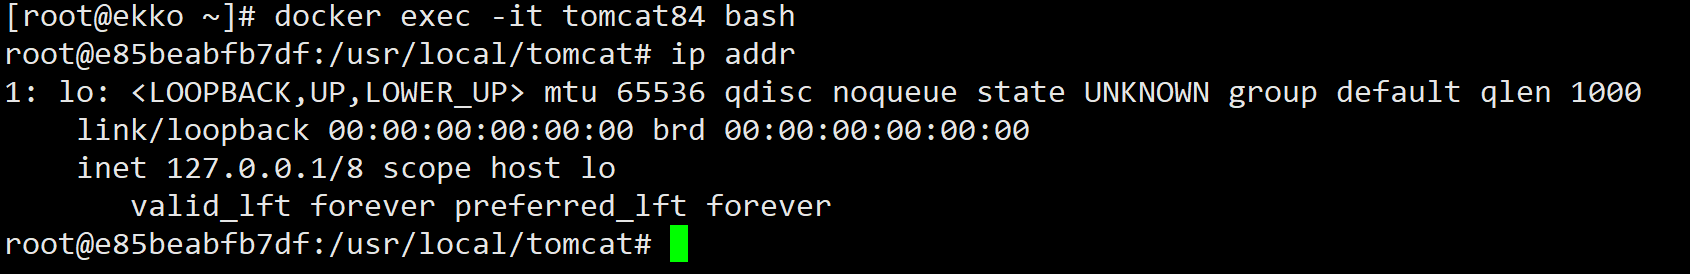 [root@ekko ~]# docker exec -it tomcat84 bash
root@e85beabfb7df:/usr/local/tomcat# ip addr
1: lo: <LOOPBACK,UP,LOWER_UP> mtu 65536 qdisc noqueue state UNKNOWN group default qlen 1000
    link/loopback 00:00:00:00:00:00 brd 00:00:00:00:00:00
    inet 127.0.0.1/8 scope host lo
       valid_lft forever preferred_lft forever
root@e85beabfb7df:/usr/local/tomcat#